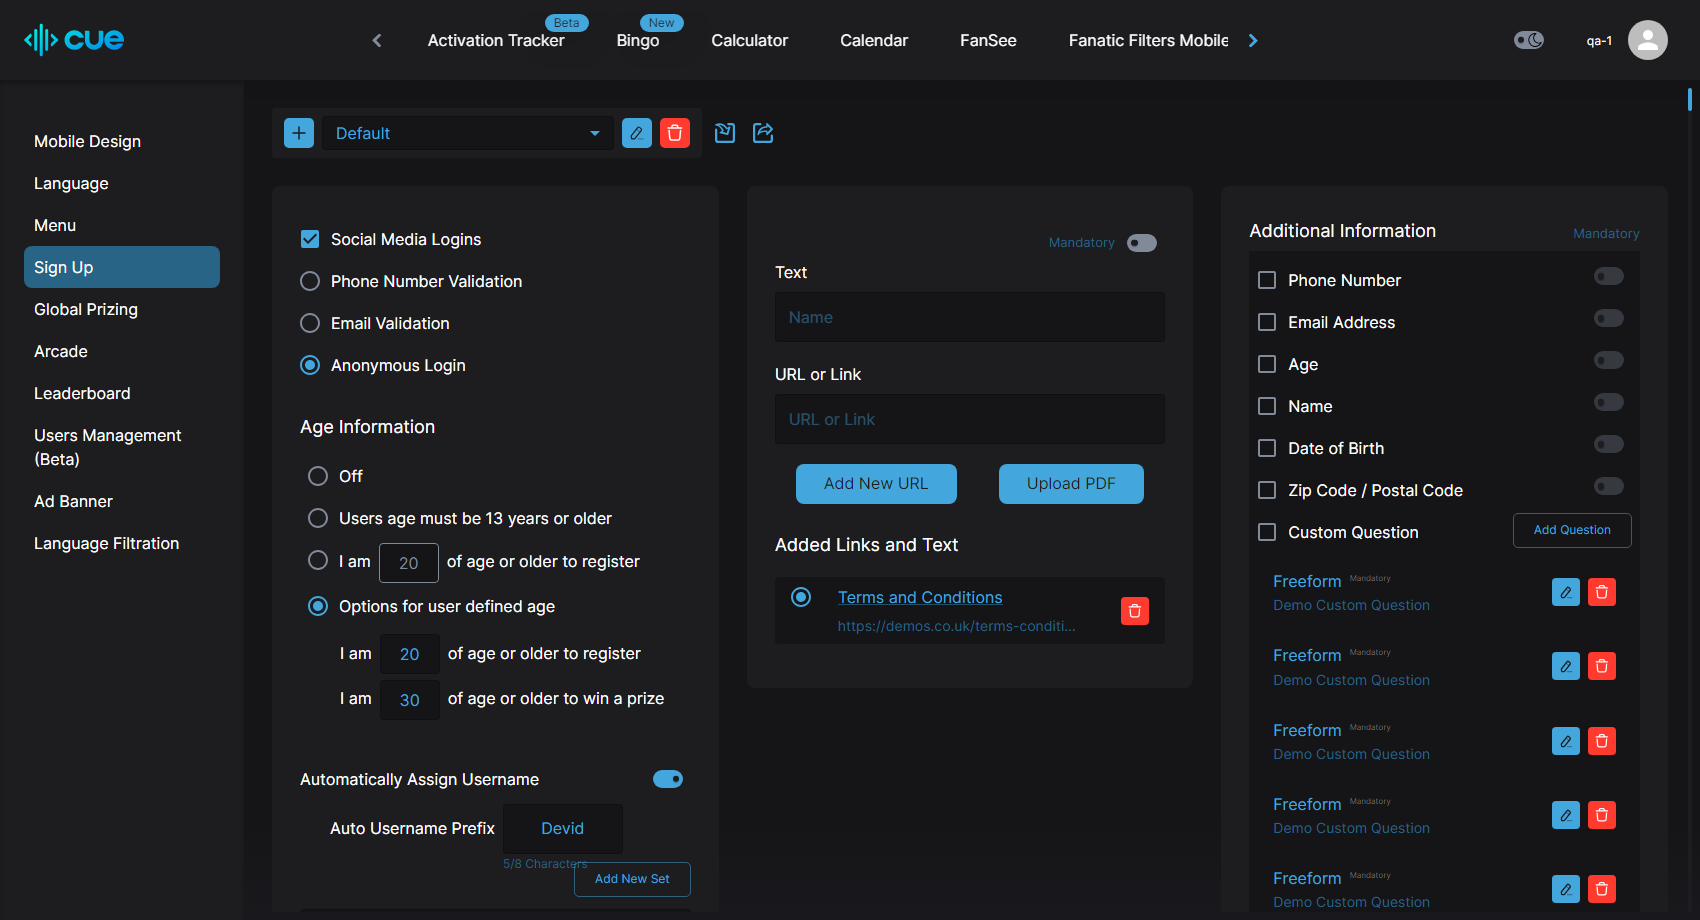 cue
Activation Tracker
Beta
Bingo
New
Calculator
Calendar
FanSee
Fanatic Filters Mobile
qa-1
Mobile Design
Language
Menu
Sign Up
Global Prizing
Arcade
Leaderboard
Users Management
(Beta)
Ad Banner
Language Filtration
Default
Social Media Logins
Phone Number Validation
Email Validation
Anonymous Login
Age Information
Off
Users age must be 13 years or older
I am 20 of age or older to register
Options for user defined age
I am 20 of age or older to register
I am 30 of age or older to win a prize
Automatically Assign Username
Auto Username Prefix Devid
5/8 Characters
Add New Set
Mandatory
Text
Name
URL or Link
URL or Link
Add New URL
Upload PDF
Added Links and Text
Terms and Conditions
https://demos.co.uk/terms-conditi...
Additional Information
Mandatory
Phone Number
Email Address
Age
Name
Date of Birth
Zip Code / Postal Code
Custom Question
Add Question
Freeform Mandatory
Demo Custom Question
Freeform Mandatory
Demo Custom Question
Freeform Mandatory
Demo Custom Question
Freeform Mandatory
Demo Custom Question
Freeform Mandatory
Demo Custom Question